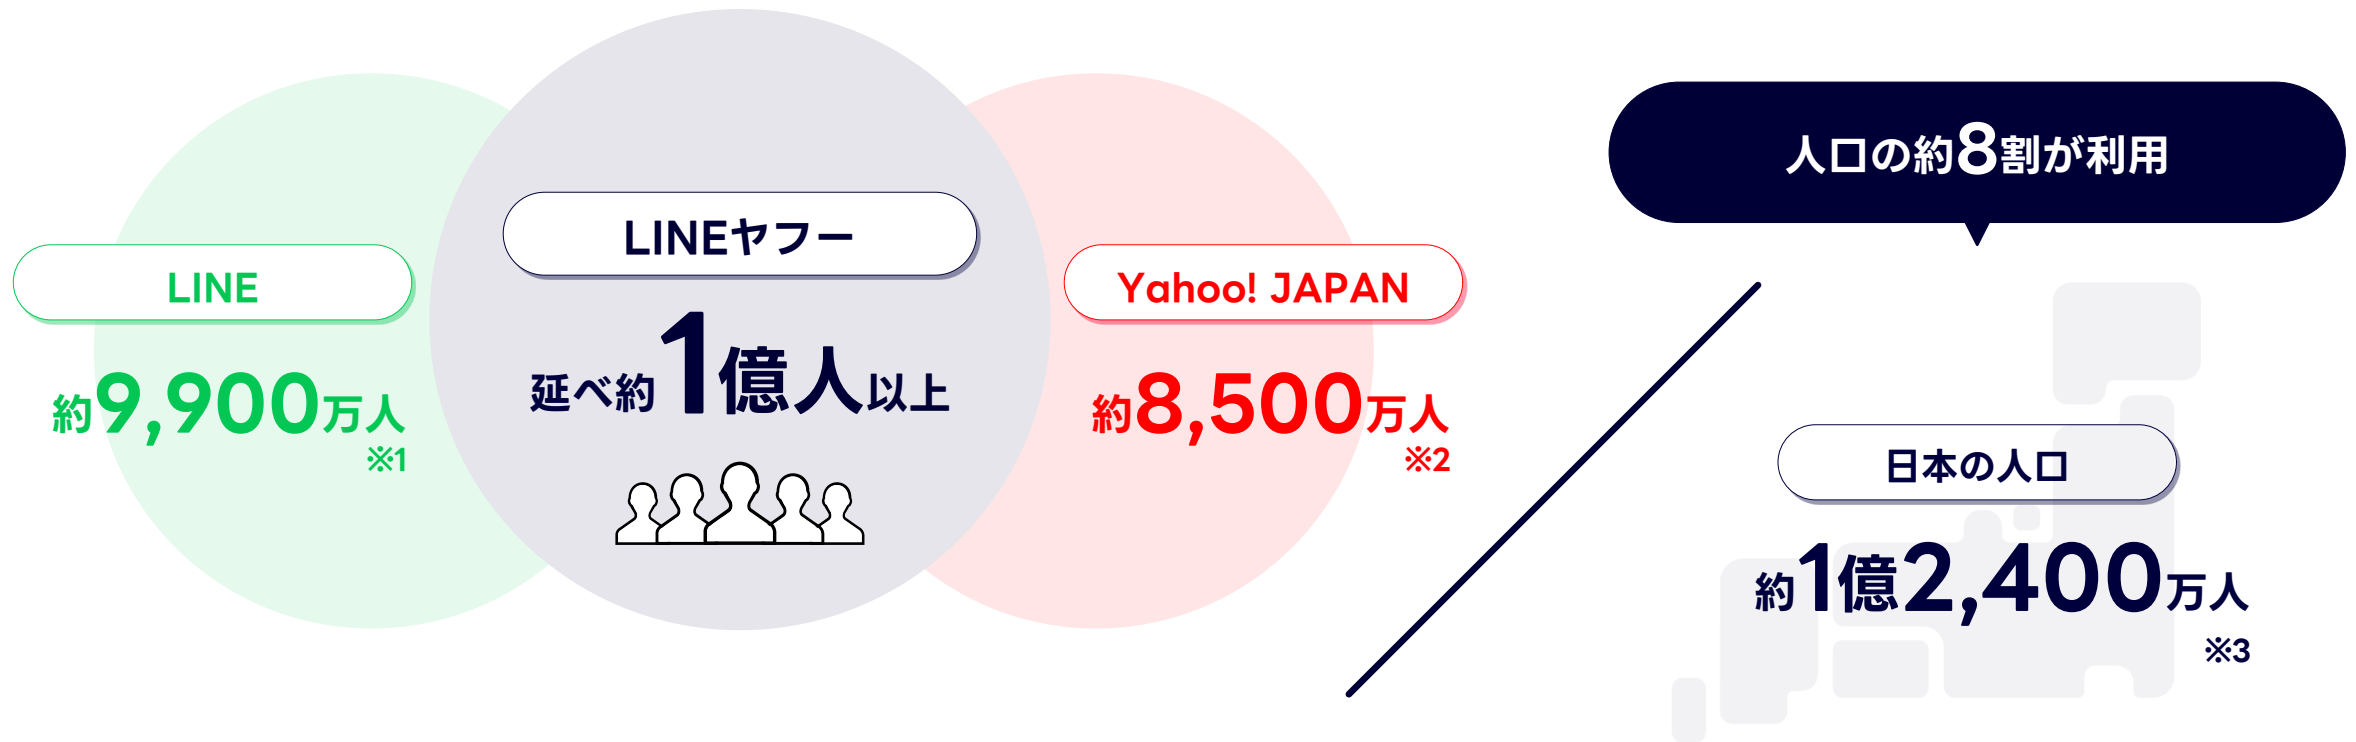 LINE
約9,900万人
※1
LINEヤフー
延べ約1億人以上
Yahoo! JAPAN
約8,500万人
※2
人口の約8割が利用
日本の人口
約1億2,400万人
※3